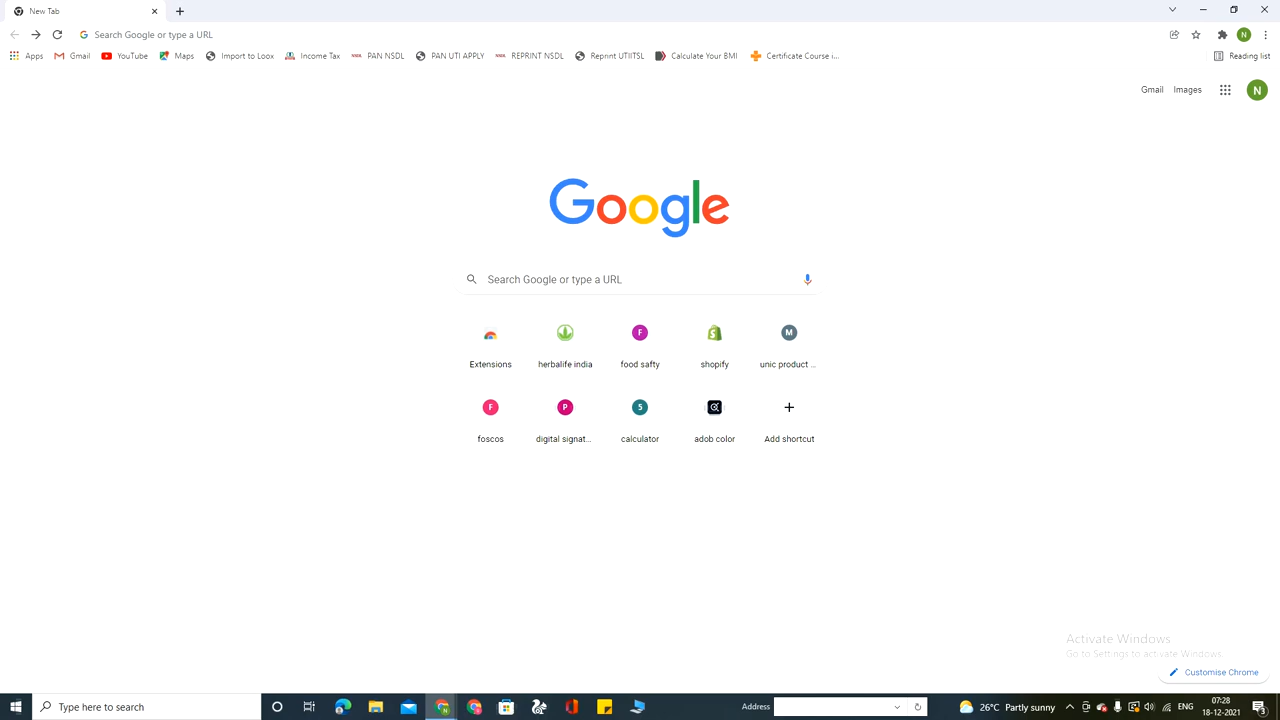 New Tab
Search Google or type a URL
Apps Gmail YouTube Maps Import to Loox Income Tax PAN NSDL PAN UTI APPLY REPRINT NSDL Reprint UTIITSL Calculate Your BMI Certificate Course i... Reading list
N
Gmail Images N
Google
Search Google or type a URL
F M
Extensions herbalife india food safty shopify unic product ...
F P 5
foscos digital signat... calculator adob color Add shortcut
Activate Windows
Go to Settings to activate Windows.
Customise Chrome
Type here to search Address 26°C Partly sunny ENG 07:28
18-12-2021